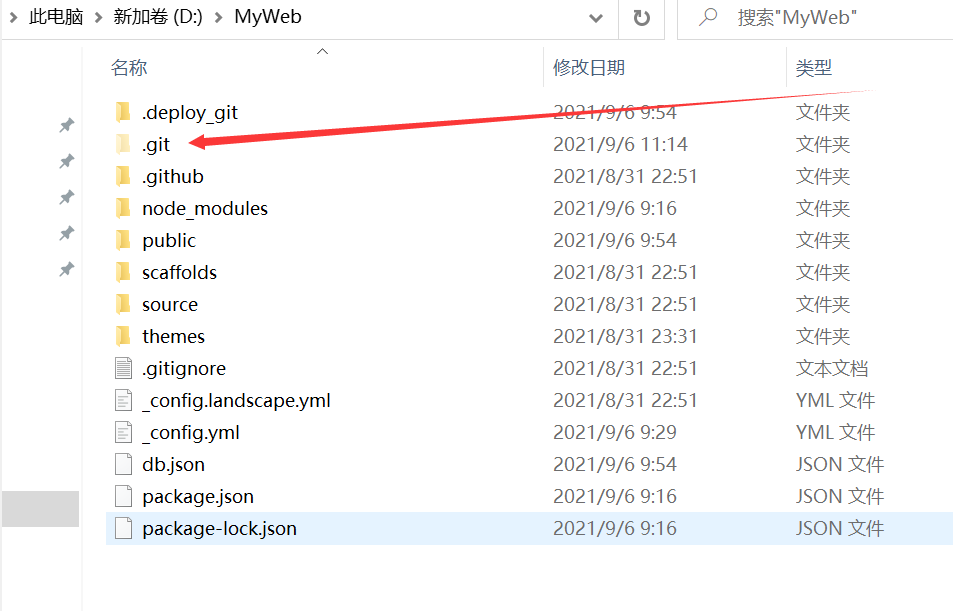 此电脑 > 新加卷 (D:) > MyWeb 搜索"MyWeb"
名称 修改日期 类型
.deploy_git 2021/9/6 9:54 文件夹
.git 2021/9/6 11:14 文件夹
.github 2021/8/31 22:51 文件夹
node_modules 2021/9/6 9:16 文件夹
public 2021/9/6 9:54 文件夹
scaffolds 2021/8/31 22:51 文件夹
source 2021/8/31 22:51 文件夹
themes 2021/8/31 23:31 文件夹
.gitignore 2021/8/31 22:51 文本文档
_config.landscape.yml 2021/8/31 22:51 YML 文件
_config.yml 2021/9/6 9:29 YML 文件
db.json 2021/9/6 9:54 JSON 文件
package.json 2021/9/6 9:16 JSON 文件
package-lock.json 2021/9/6 9:16 JSON 文件